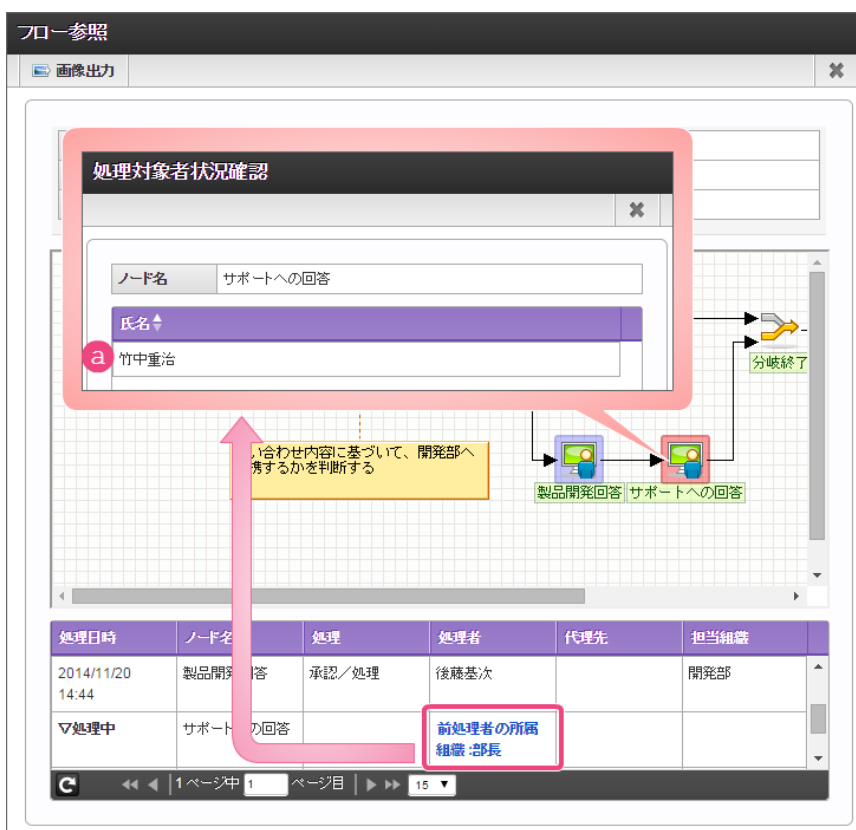 フロー参照
画像出力
処理対象者状況確認
ノード名 サポートへの回答
氏名
a 竹中重治
分岐終了
い合わせ内容に基づいて、開発部へ
携するかを判断する
製品開発回答 サポートへの回答
処理日時 ノード名 処理 処理者 代理先 担当組織
2014/11/20 製品開発回答 承認／処理 後藤基次 開発部
14:44
▽処理中 サポートへの回答 前処理者の所属
組織:部長
1 ページ中 1 ページ目 15